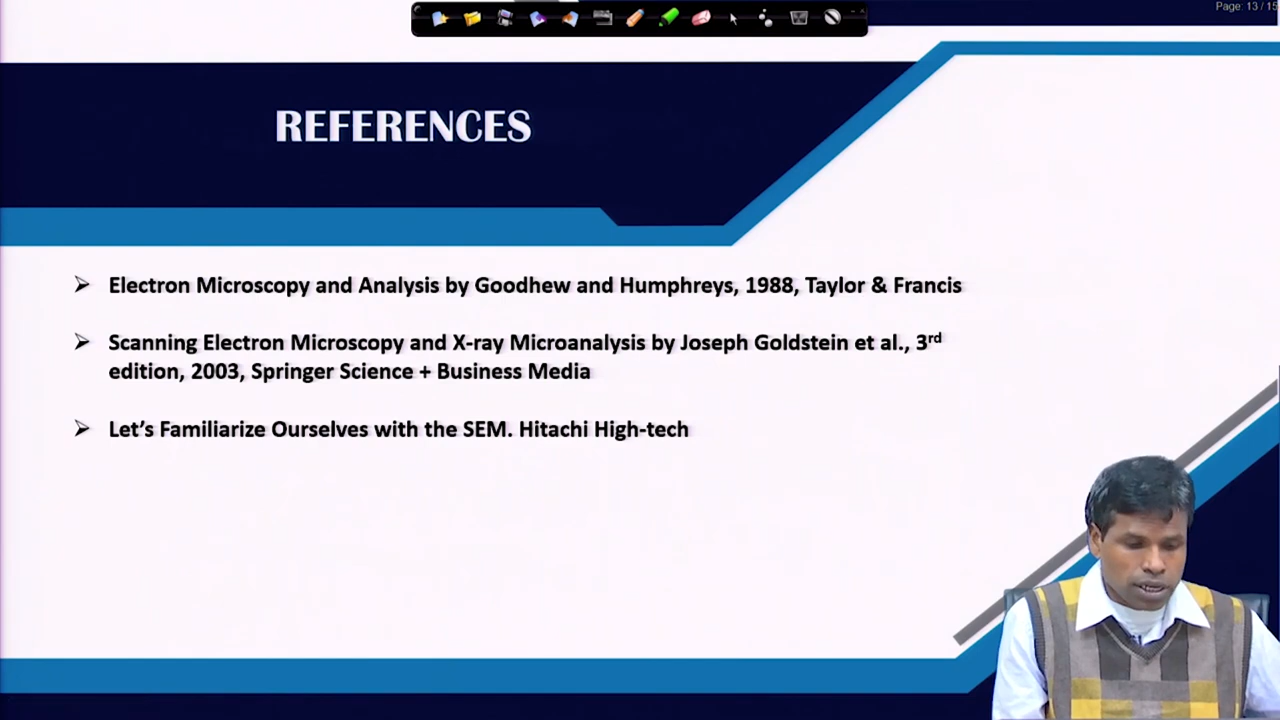 Page: 13 / 15
REFERENCES
➢ Electron Microscopy and Analysis by Goodhew and Humphreys, 1988, Taylor & Francis
➢ Scanning Electron Microscopy and X-ray Microanalysis by Joseph Goldstein et al., 3rd
edition, 2003, Springer Science + Business Media
➢ Let’s Familiarize Ourselves with the SEM. Hitachi High-tech